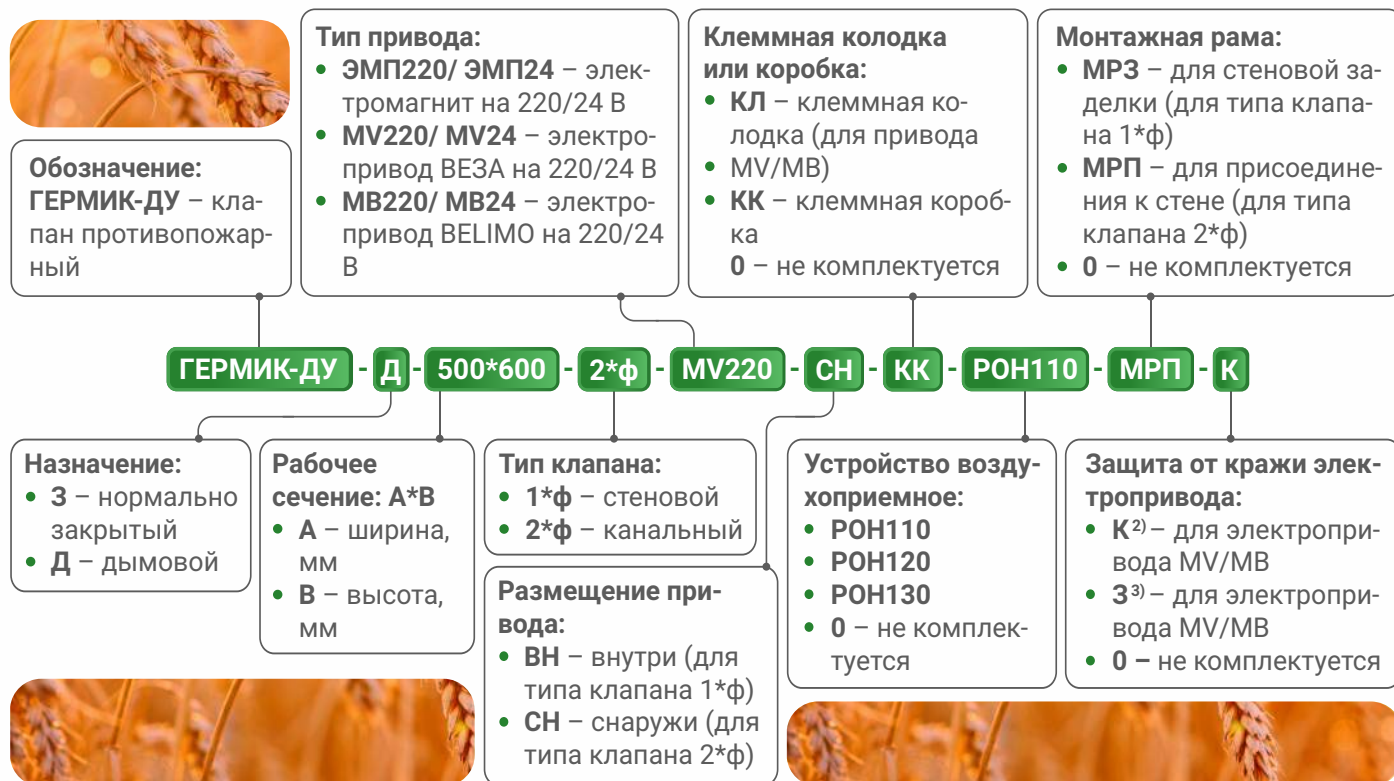 Тип привода:
ЭМП220/ ЭМП24 – элек-
тромагнит на 220/24 В
MV220/ MV24 – электро-
привод ВЕЗА на 220/24 В
МВ220/ МВ24 – электро-
привод BELIMO на 220/24
В
Клеммная колодка
или коробка:
КЛ – клеммная ко-
лодка (для привода
MV/MB)
КК – клеммная короб-
ка
0 – не комплектуется
Монтажная рама:
МРЗ – для стеновой за-
делки (для типа клапа-
на 1*ф)
МРП – для присоедине-
ния к стене (для типа
клапана 2*ф)
0 – не комплектуется
Обозначение:
ГЕРМИК-ДУ – кла-
пан противопожар-
ный
ГЕРМИК-ДУ - Д - 500*600 - 2*ф - MV220 - СН - КК - РОН110 - МРП - К
Назначение:
З – нормально
закрытый
Д – дымовой
Рабочее
сечение: А*В
А – ширина,
мм
В – высота,
мм
Тип клапана:
1*ф – стеновой
2*ф – канальный
Размещение при-
вода:
ВН – внутри (для
типа клапана 1*ф)
СН – снаружи (для
типа клапана 2*ф)
Устройство возду-
хоприемное:
РОН110
РОН120
РОН130
0 – не комплек-
туется
Защита от кражи элек-
тропривода:
К²⁾ – для электропри-
вода MV/MB
З³⁾ – для электропри-
вода MV/MB
0 – не комплектуется